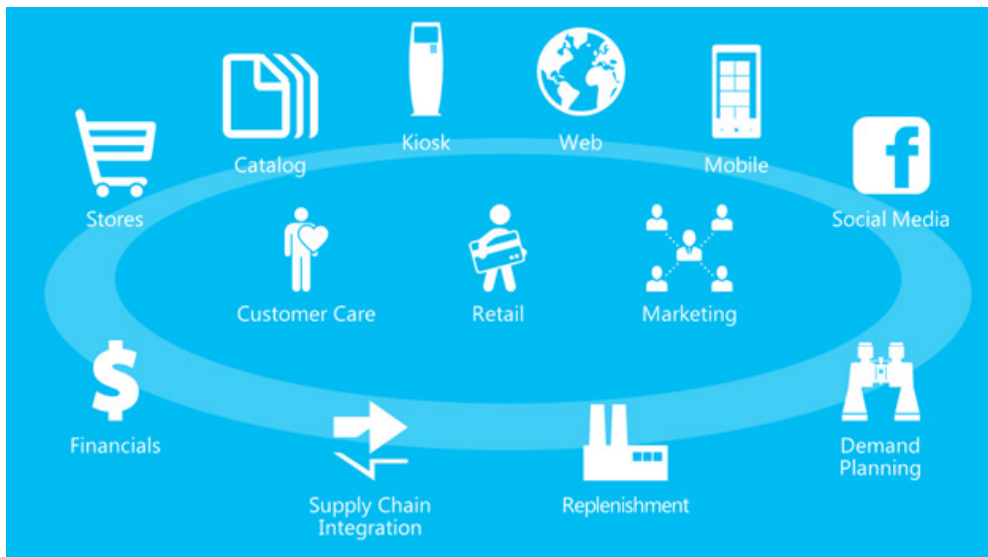 Kiosk
Web
Catalog
Mobile
Stores
Social Media
Customer Care
Retail
Marketing
Financials
Demand
Planning
Supply Chain
Integration
Replenishment